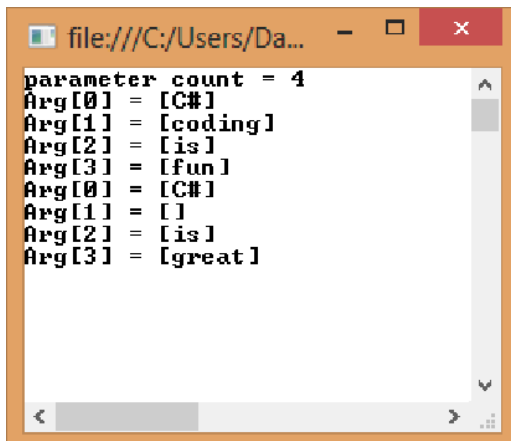 file:///C:/Users/Da...
parameter count = 4
Arg[0] = [C#]
Arg[1] = [coding]
Arg[2] = [is]
Arg[3] = [fun]
Arg[0] = [C#]
Arg[1] = []
Arg[2] = [is]
Arg[3] = [great]